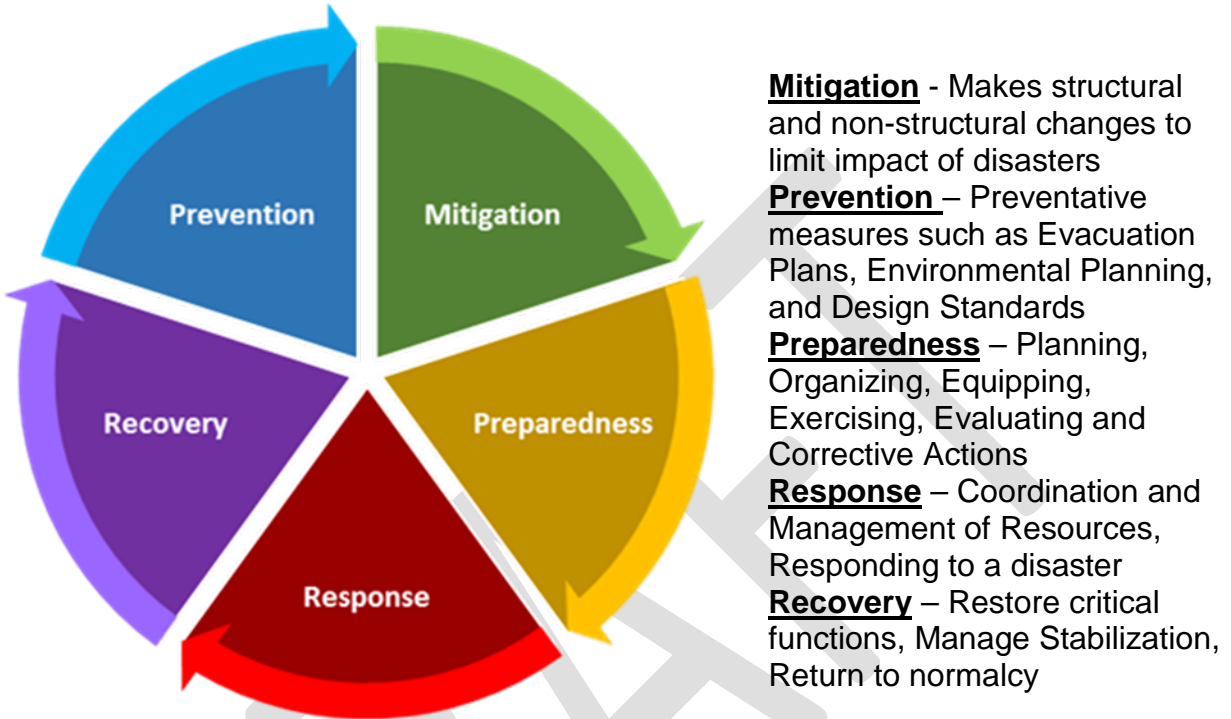 Prevention
Mitigation
Recovery
Preparedness
Response
Mitigation - Makes structural
and non-structural changes to
limit impact of disasters
Prevention – Preventative
measures such as Evacuation
Plans, Environmental Planning,
and Design Standards
Preparedness – Planning,
Organizing, Equipping,
Exercising, Evaluating and
Corrective Actions
Response – Coordination and
Management of Resources,
Responding to a disaster
Recovery – Restore critical
functions, Manage Stabilization,
Return to normalcy